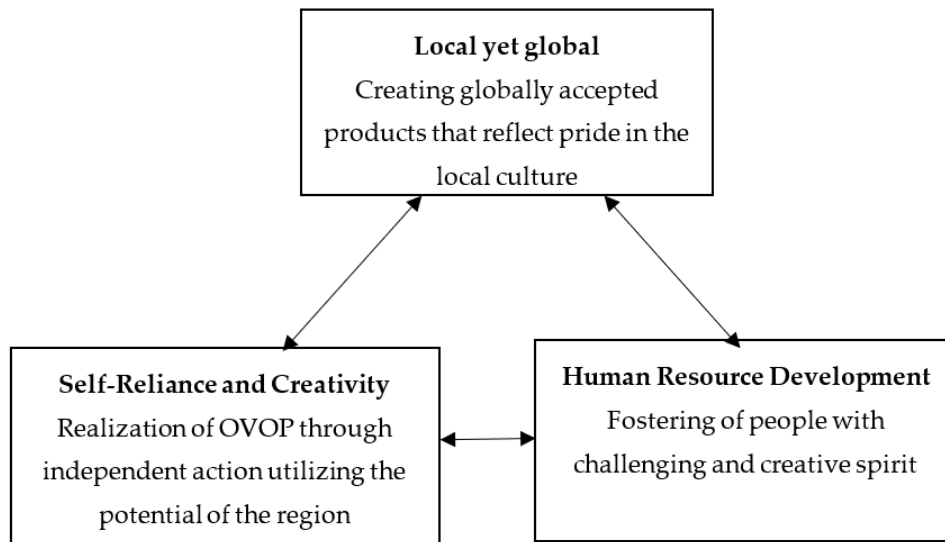 Local yet global
Creating globally accepted
products that reflect pride in the
local culture
Self-Reliance and Creativity
Realization of OVOP through
independent action utilizing the
potential of the region
Human Resource Development
Fostering of people with
challenging and creative spirit